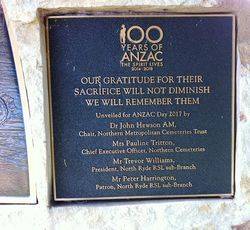 100
YEARS OF
ANZAC
THE SPIRIT LIVES
2014 - 2018
OUR GRATITUDE FOR THEIR
SACRIFICE WILL NOT DIMINISH
WE WILL REMEMBER THEM
Unveiled for ANZAC Day 2017 by
Dr John Hewson AM,
Chair, Northern Metropolitan Cemeteries Trust
Mrs Pauline Tritton,
Chief Executive Officer, Northern Cemeteries
Mr Trevor Williams,
President, North Ryde RSL sub-Branch
Mr Peter Harrington,
Patron, North Ryde RSL sub-Branch